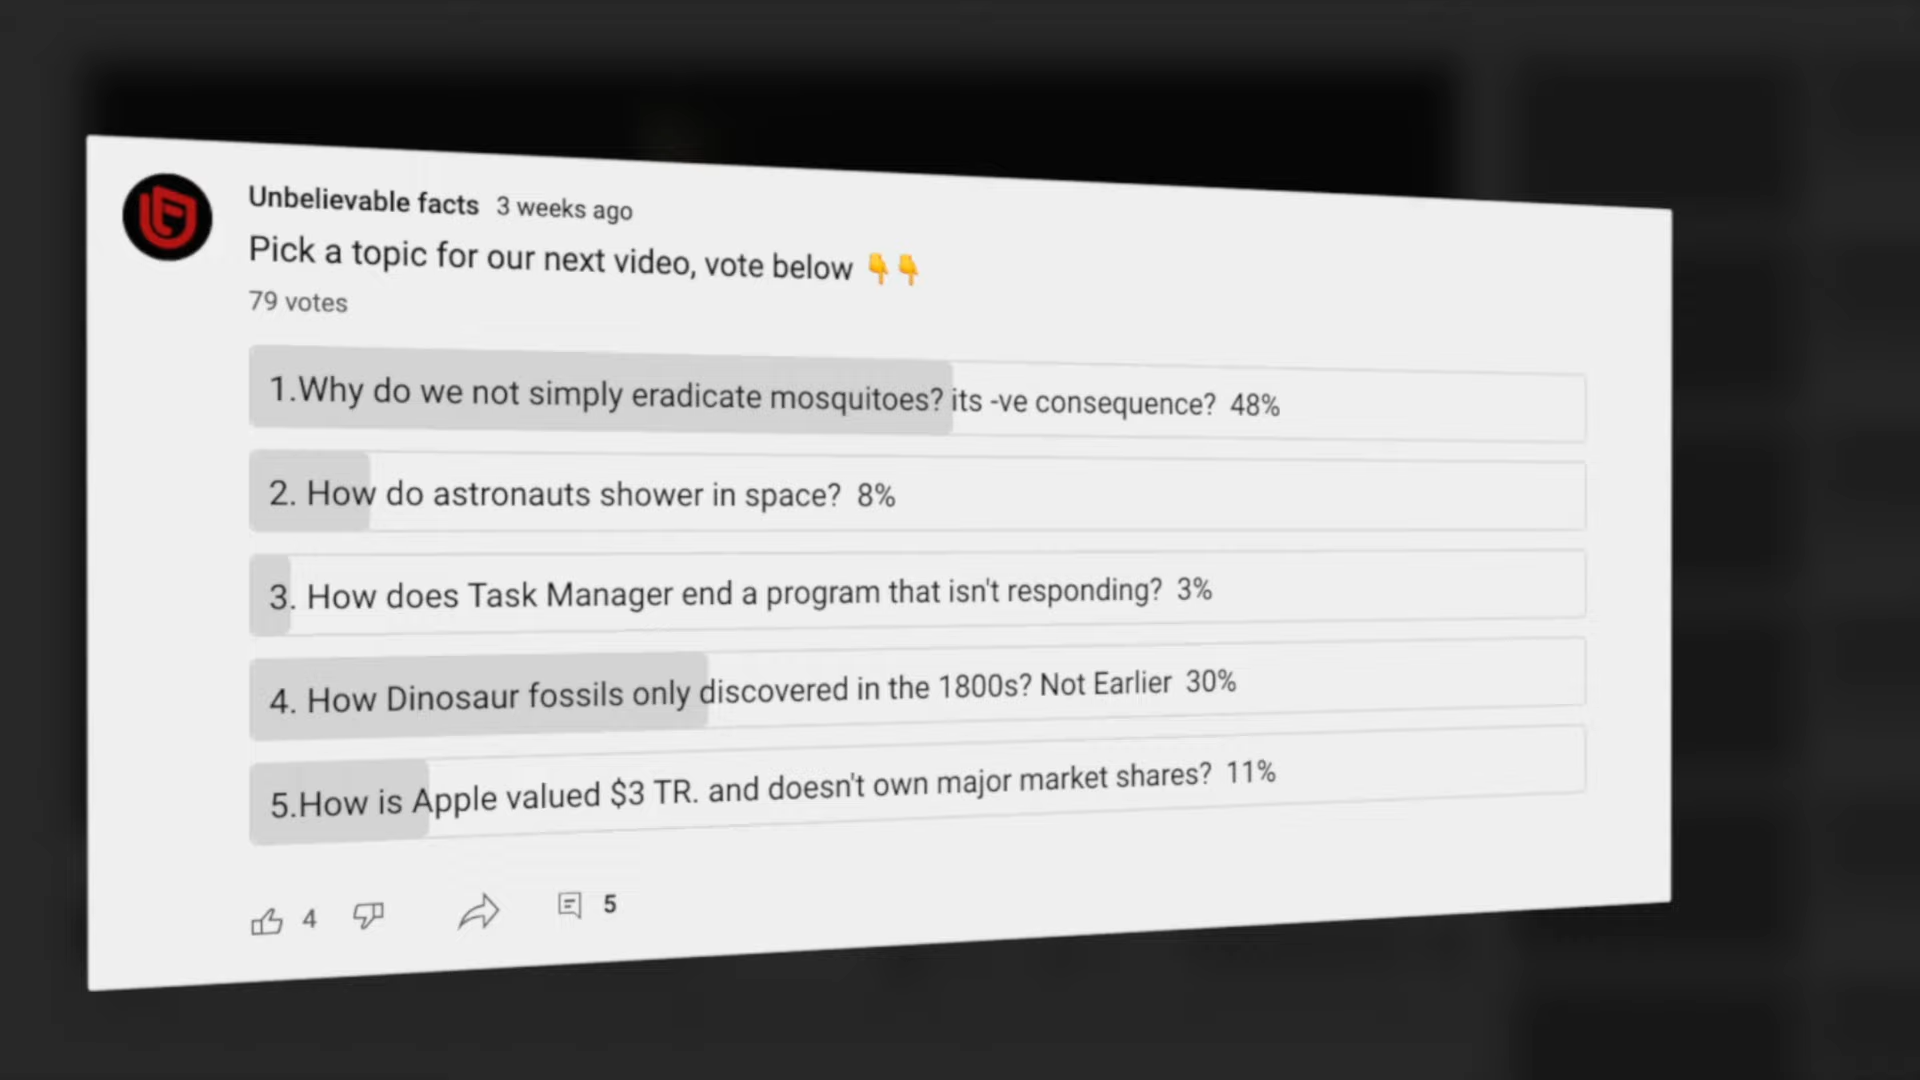 Unbelievable facts 3 weeks ago
Pick a topic for our next video, vote below 👇👇
79 votes
1.Why do we not simply eradicate mosquitoes? its -ve consequence? 48%
2. How do astronauts shower in space? 8%
3. How does Task Manager end a program that isn't responding? 3%
4. How Dinosaur fossils only discovered in the 1800s? Not Earlier 30%
5.How is Apple valued $3 TR. and doesn't own major market shares? 11%
4 5